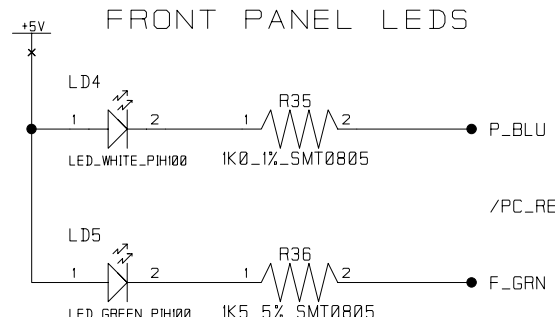 FRONT PANEL LEDS
+5V
LD4
1 2
LED_WHITE_PIH100
R35
1 2
1K0_1%_SMT0805
P_BLU
/PC_RE
LD5
1 2
LED_GREEN_PIH100
R36
1 2
1K5_5%_SMT0805
F_GRN